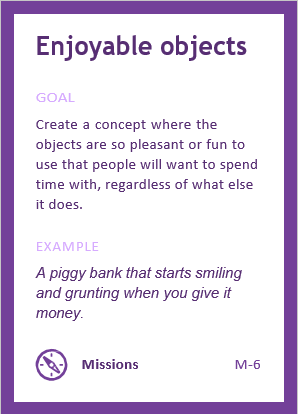 Enjoyable objects
GOAL
Create a concept where the
objects are so pleasant or fun to
use that people will want to spend
time with, regardless of what else
it does.
EXAMPLE
A piggy bank that starts smiling
and grunting when you give it
money.
Missions M-6